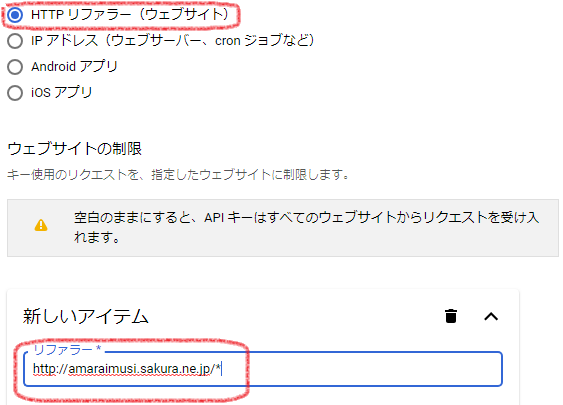 HTTP リファラー（ウェブサイト）
IP アドレス（ウェブサーバー、cron ジョブなど）
Android アプリ
iOS アプリ
ウェブサイトの制限
キー使用のリクエストを、指定したウェブサイトに制限します。
空白のままにすると、API キーはすべてのウェブサイトからリクエストを受け入
れます。
新しいアイテム
リファラー *
http://amaraimusi.sakura.ne.jp/*